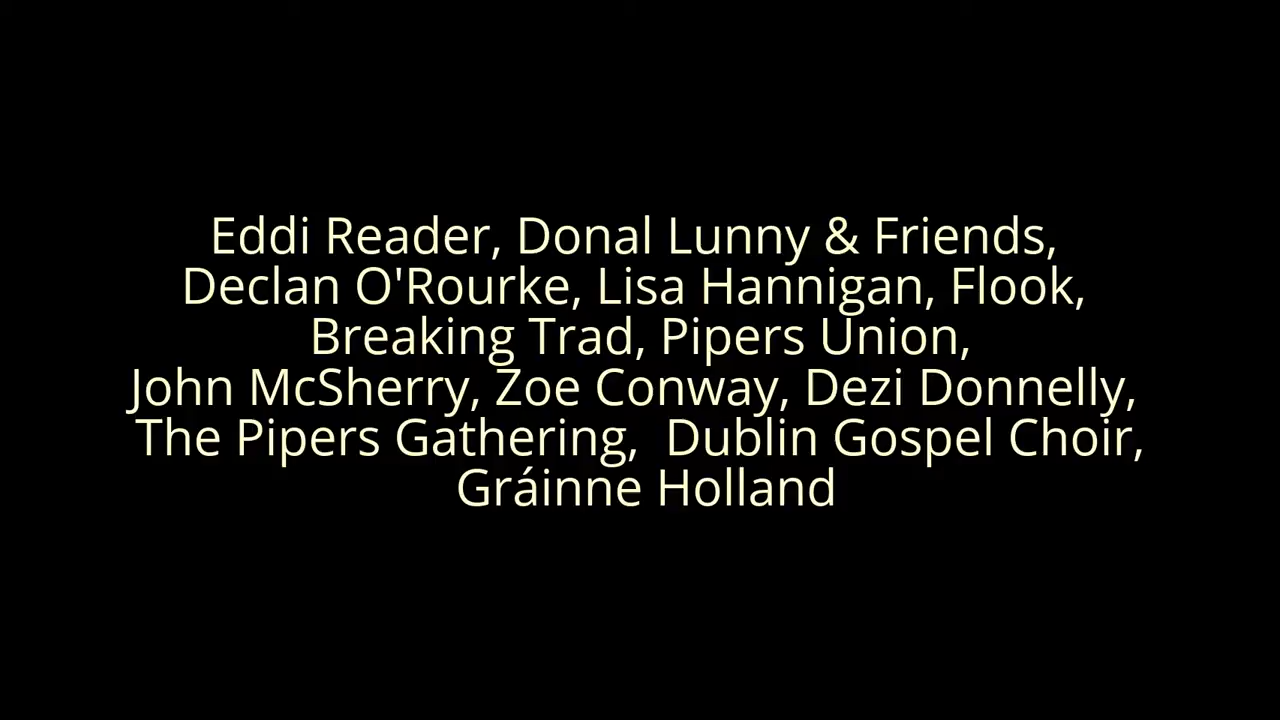 Eddi Reader, Donal Lunny & Friends,
Declan O'Rourke, Lisa Hannigan, Flook,
Breaking Trad, Pipers Union,
John McSherry, Zoe Conway, Dezi Donnelly,
The Pipers Gathering,  Dublin Gospel Choir,
Gráinne Holland